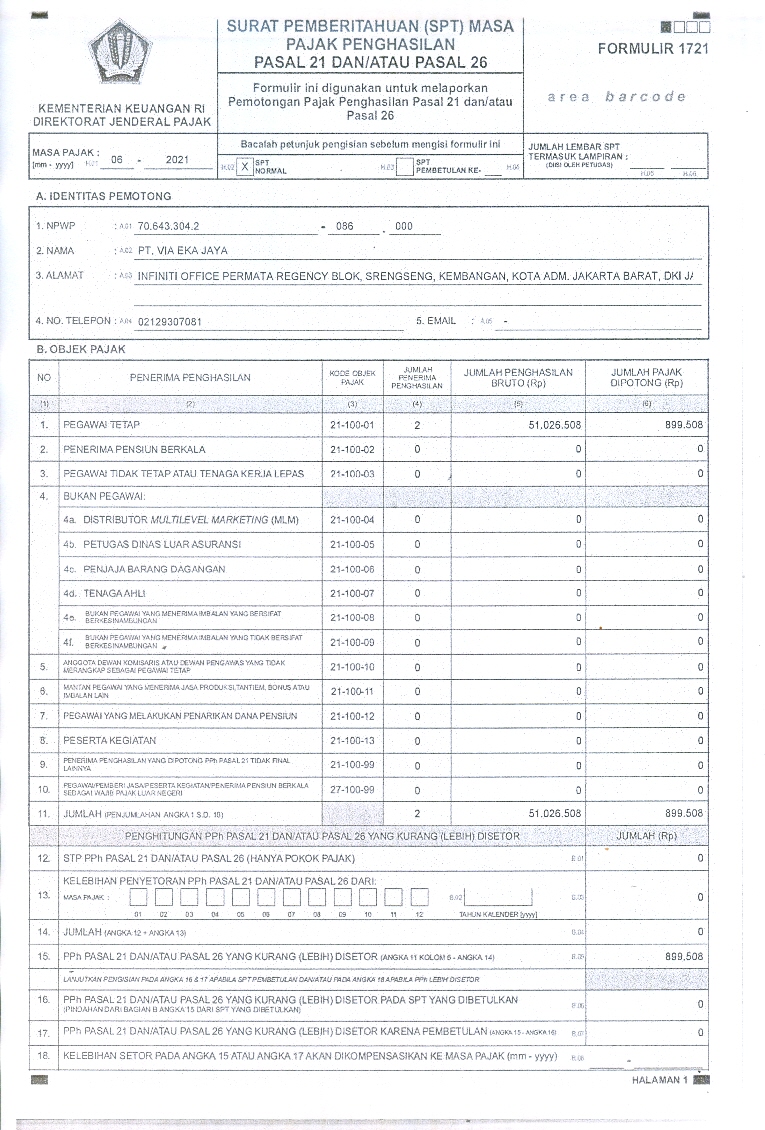 SURAT PEMBERITAHUAN (SPT) MASA
PAJAK PENGHASILAN
PASAL 21 DAN/ATAU PASAL 26
FORMULIR 1721
Formulir ini digunakan untuk melaporkan
Pemotongan Pajak Penghasilan Pasal 21 dan/atau
Pasal 26
area barcode
KEMENTERIAN KEUANGAN RI
DIREKTORAT JENDERAL PAJAK
Bacalah petunjuk pengisian sebelum mengisi formulir ini
MASA PAJAK :
[mm - yyyy] H.01 06 - 2021
H.02 X SPT NORMAL
H.03 SPT PEMBETULAN KE- H.04
JUMLAH LEMBAR SPT
TERMASUK LAMPIRAN :
(DIISI OLEH PETUGAS)
H.05 H.06
A. IDENTITAS PEMOTONG
1. NPWP : A.01 70.643.304.2 - 086 . 000
2. NAMA : A.02 PT. VIA EKA JAYA
3. ALAMAT : A.03 INFINITI OFFICE PERMATA REGENCY BLOK, SRENGSENG, KEMBANGAN, KOTA ADM. JAKARTA BARAT, DKI JA
4. NO. TELEPON : A.04 02129307081 5. EMAIL : A.05 -
B. OBJEK PAJAK
NO PENERIMA PENGHASILAN KODE OBJEK PAJAK JUMLAH PENERIMA PENGHASILAN JUMLAH PENGHASILAN BRUTO (Rp) JUMLAH PAJAK DIPOTONG (Rp)
(1) (2) (3) (4) (5) (6)
1. PEGAWAI TETAP 21-100-01 2 51,026.508 899.508
2. PENERIMA PENSIUN BERKALA 21-100-02 0 0 0
3. PEGAWAI TIDAK TETAP ATAU TENAGA KERJA LEPAS 21-100-03 0 0 0
4. BUKAN PEGAWAI:
4a. DISTRIBUTOR MULTILEVEL MARKETING (MLM) 21-100-04 0 0 0
4b. PETUGAS DINAS LUAR ASURANSI 21-100-05 0 0 0
4c. PENJAJA BARANG DAGANGAN 21-100-06 0 0 0
4d. TENAGA AHLI 21-100-07 0 0 0
4e. BUKAN PEGAWAI YANG MENERIMA IMBALAN YANG BERSIFAT BERKESINAMBUNGAN 21-100-08 0 0 0
4f. BUKAN PEGAWAI YANG MENERIMA IMBALAN YANG TIDAK BERSIFAT BERKESINAMBUNGAN 21-100-09 0 0 0
5. ANGGOTA DEWAN KOMISARIS ATAU DEWAN PENGAWAS YANG TIDAK MERANGKAP SEBAGAI PEGAWAI TETAP 21-100-10 0 0 0
6. MANTAN PEGAWAI YANG MENERIMA JASA PRODUKSI, TANTIEM, BONUS ATAU IMBALAN LAIN 21-100-11 0 0 0
7. PEGAWAI YANG MELAKUKAN PENARIKAN DANA PENSIUN 21-100-12 0 0 0
8. PESERTA KEGIATAN 21-100-13 0 0 0
9. PENERIMA PENGHASILAN YANG DIPOTONG PPh PASAL 21 TIDAK FINAL LAINNYA 21-100-99 0 0 0
10. PEGAWAI/PEMBERI JASA/PESERTA KEGIATAN/PENERIMA PENSIUN BERKALA SEBAGAI WAJIB PAJAK LUAR NEGERI 27-100-99 0 0 0
11. JUMLAH (PENJUMLAHAN ANGKA 1 S.D. 10) 2 51.026.508 899.508
PENGHITUNGAN PPh PASAL 21 DAN/ATAU PASAL 26 YANG KURANG (LEBIH) DISETOR JUMLAH (Rp)
12. STP PPh PASAL 21 DAN/ATAU PASAL 26 (HANYA POKOK PAJAK) B.01 0
13. KELEBIHAN PENYETORAN PPh PASAL 21 DAN/ATAU PASAL 26 DARI:
MASA PAJAK : B.02 B.03 0
01 02 03 04 05 06 07 08 09 10 11 12 TAHUN KALENDER [yyyy]
14. JUMLAH (ANGKA 12 + ANGKA 13) B.04 0
15. PPh PASAL 21 DAN/ATAU PASAL 26 YANG KURANG (LEBIH) DISETOR (ANGKA 11 KOLOM 6 - ANGKA 14) B.05 899,508
LANJUTKAN PENGISIAN PADA ANGKA 16 & 17 APABILA SPT PEMBETULAN DAN/ATAU PADA ANGKA 18 APABILA PPh LEBIH DISETOR
16. PPh PASAL 21 DAN/ATAU PASAL 26 YANG KURANG (LEBIH) DISETOR PADA SPT YANG DIBETULKAN B.06 0
(PINDAHAN DARI BAGIAN B ANGKA 15 DARI SPT YANG DIBETULKAN)
17. PPh PASAL 21 DAN/ATAU PASAL 26 YANG KURANG (LEBIH) DISETOR KARENA PEMBETULAN (ANGKA 15 - ANGKA 16) B.07 0
18. KELEBIHAN SETOR PADA ANGKA 15 ATAU ANGKA 17 AKAN DIKOMPENSASIKAN KE MASA PAJAK (mm - yyyy) B.08 -
HALAMAN 1